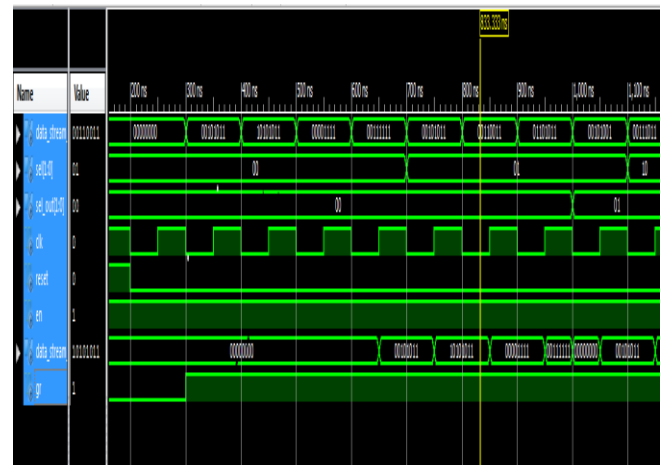 833.333 ns
Name Value 200 ns 300 ns 400 ns 500 ns 600 ns 700 ns 800 ns 900 ns 1,000 ns 1,100 ns
data_stream 00110011 00000000 00101011 10101011 00001111 00111111 00101011 00110011 01101011 00101001 00111011
sel[1:0] 01 00 01 10
sel_out[1:0] 00 00 01
clk 0
reset 0
en 1
data_stream 10101011 00000000 00101011 10101011 00001111 00111111 00000000 00101011
gr 1